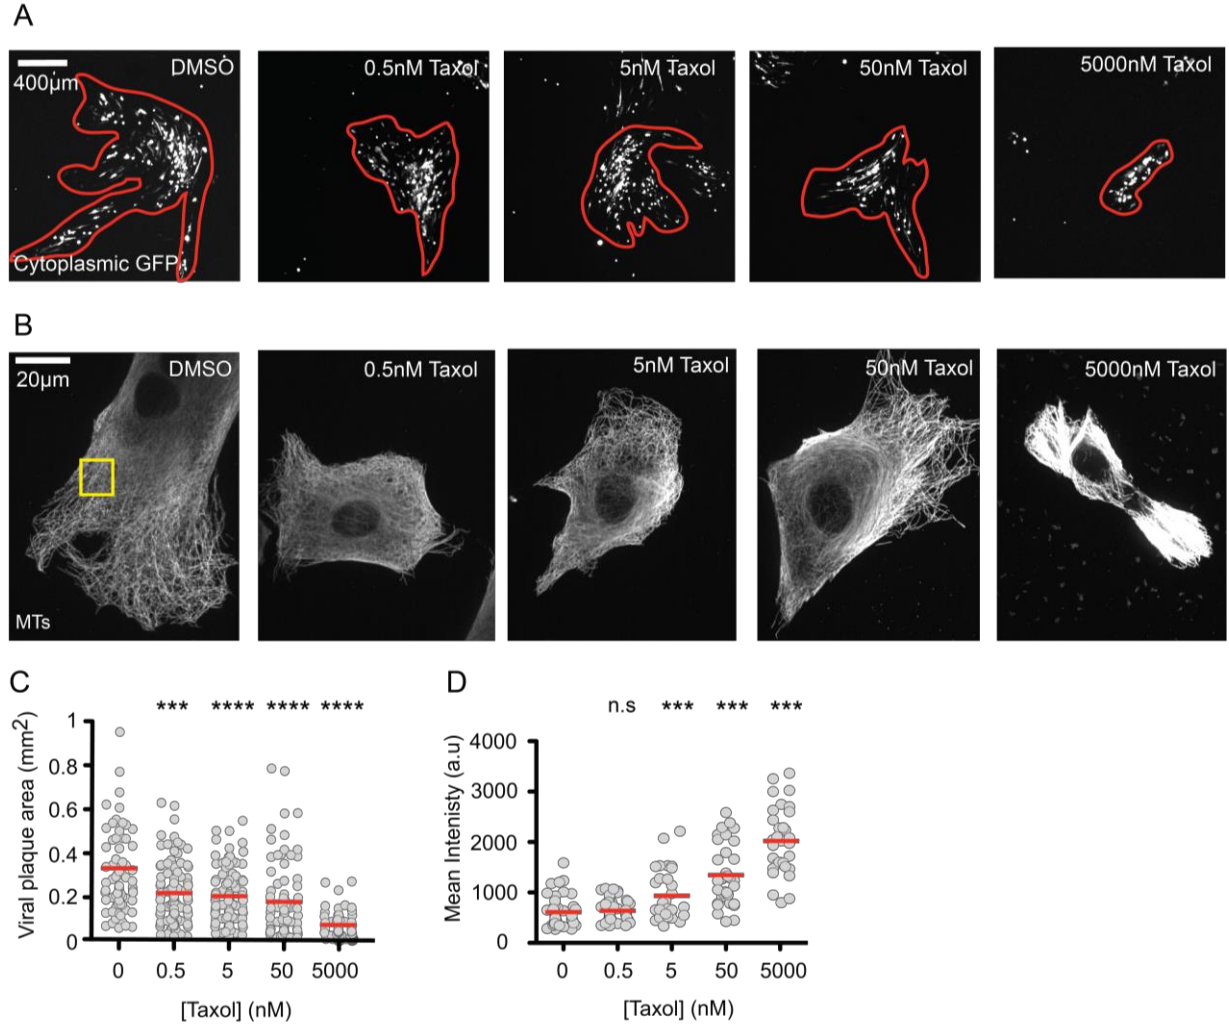 A
DMSO
400µm
Cytoplasmic GFP
0.5nM Taxol
5nM Taxol
50nM Taxol
5000nM Taxol
B
DMSO
20µm
MTs
0.5nM Taxol
5nM Taxol
50nM Taxol
5000nM Taxol
C
*** **** **** ****
Viral plaque area (mm²)
1
0.8
0.6
0.4
0.2
0
0 0.5 5 50 5000
[Taxol] (nM)
D
n.s *** *** ***
Mean Intenisty (a.u)
4000
3000
2000
1000
0
0 0.5 5 50 5000
[Taxol] (nM)